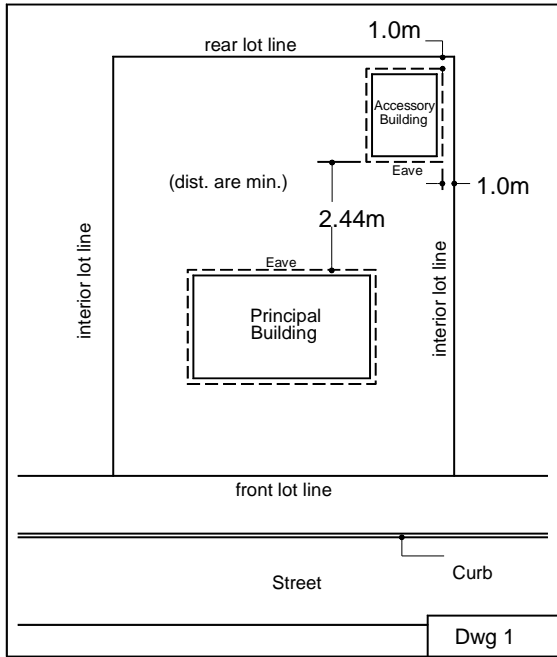 1.0m
rear lot line
Accessory
Building
Eave
(dist. are min.)
1.0m
2.44m
interior lot line
interior lot line
Eave
Principal
Building
front lot line
Curb
Street
Dwg 1